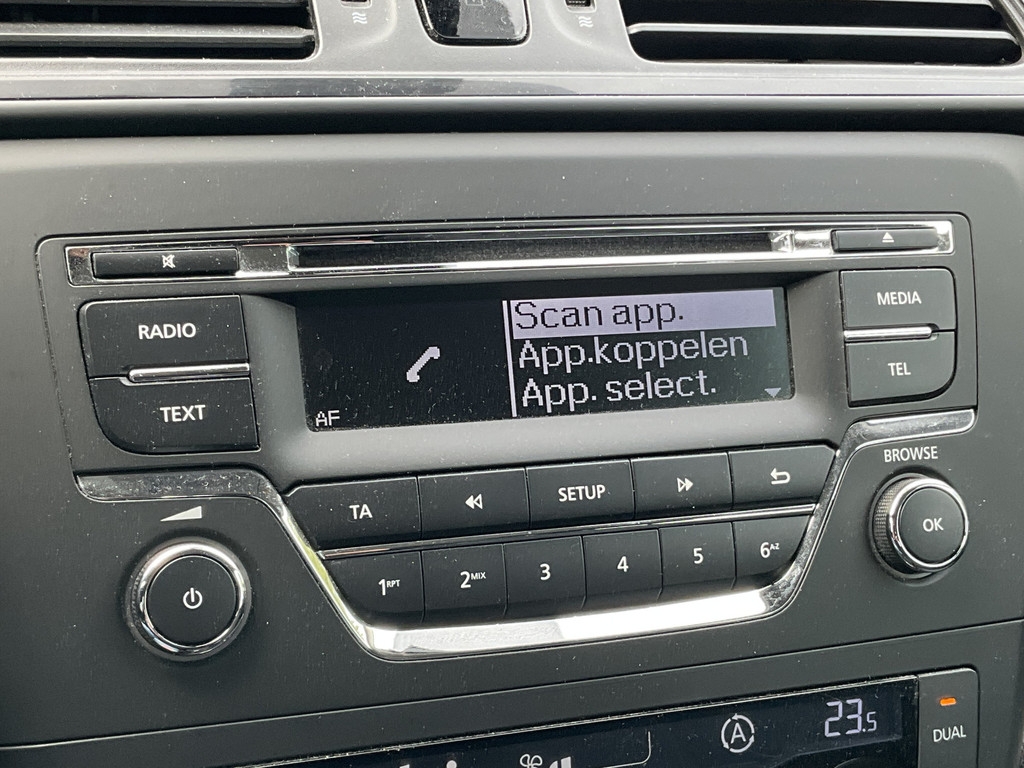 RADIO
TEXT
Scan app.
App.koppelen
App. select.
AF
MEDIA
TEL
BROWSE
OK
TA
SETUP
1RPT
2MIX
3
4
5
6A-Z
A
23.5
DUAL